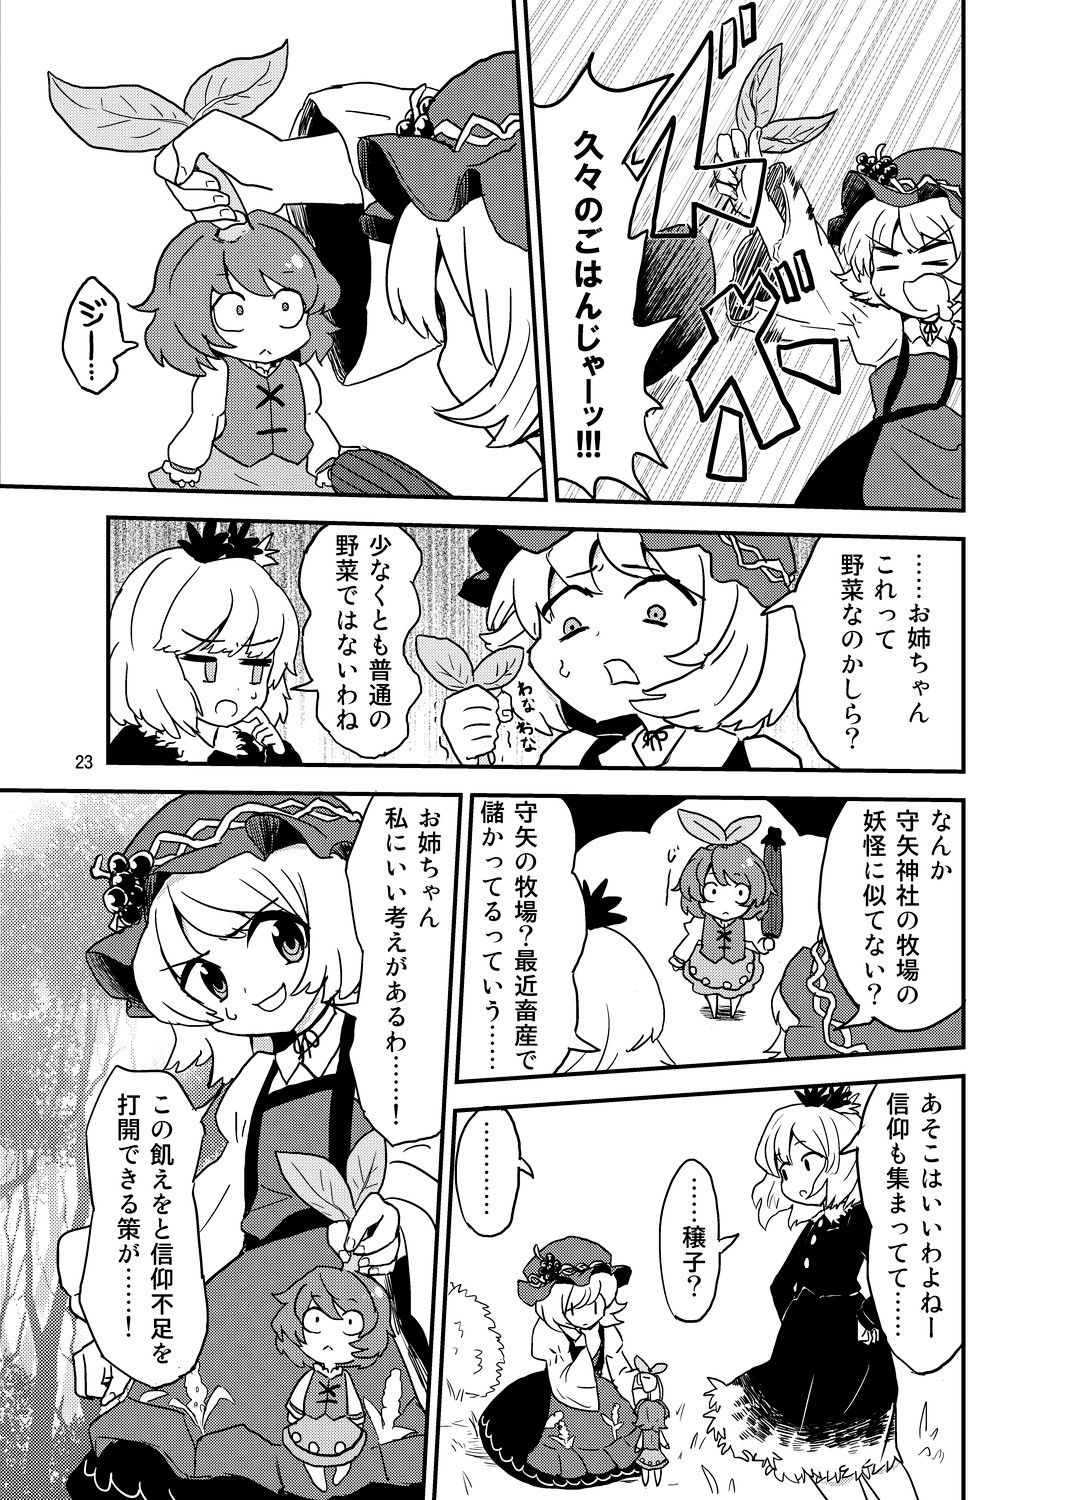 久々のごはんじゃーッ!!!
ズボッ
ジー…
……お姉ちゃん
これって
野菜なのかしら?
わな
わな
少なくとも普通の
野菜ではないわね
なんか
守矢神社の牧場の
妖怪に似てない?
守矢の牧場?最近畜産で
儲かってるっていう……
あそこはいいわよねー
信仰も集まってて……
……穣子?
………
お姉ちゃん
私にいい考えがあるわ……!
この飢えをと信仰不足を
打開できる策が……!
23